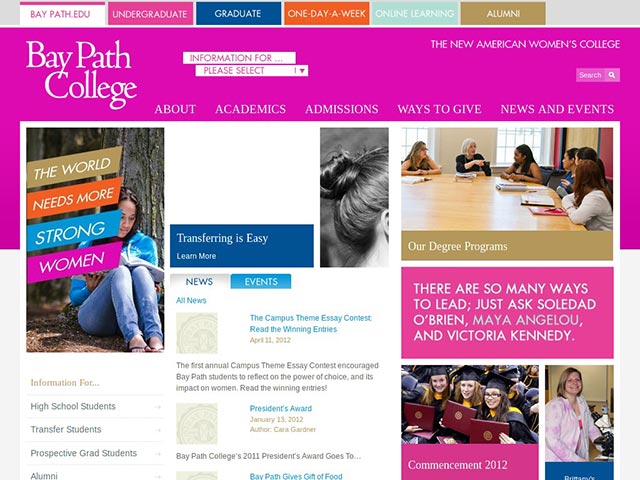 BAY PATH.EDU
UNDERGRADUATE
GRADUATE
ONE-DAY-A-WEEK
ONLINE LEARNING
ALUMNI
Bay Path
College
INFORMATION FOR ...
PLEASE SELECT
THE NEW AMERICAN WOMEN'S COLLEGE
Search
ABOUT
ACADEMICS
ADMISSIONS
WAYS TO GIVE
NEWS AND EVENTS
THE WORLD
NEEDS MORE
STRONG
WOMEN
Information For...
High School Students
Transfer Students
Prospective Grad Students
Alumni
Transferring is Easy
Learn More
NEWS
EVENTS
All News
The Campus Theme Essay Contest:
Read the Winning Entries
April 11, 2012
The first annual Campus Theme Essay Contest encouraged
Bay Path students to reflect on the power of choice, and its
impact on women. Read the winning entries!
President's Award
January 13, 2012
Author: Cara Gardner
Bay Path College's 2011 President's Award Goes To…
Bay Path Gives Gift of Food
Our Degree Programs
THERE ARE SO MANY WAYS
TO LEAD; JUST ASK SOLEDAD
O'BRIEN, MAYA ANGELOU,
AND VICTORIA KENNEDY.
Commencement 2012
Brittany's